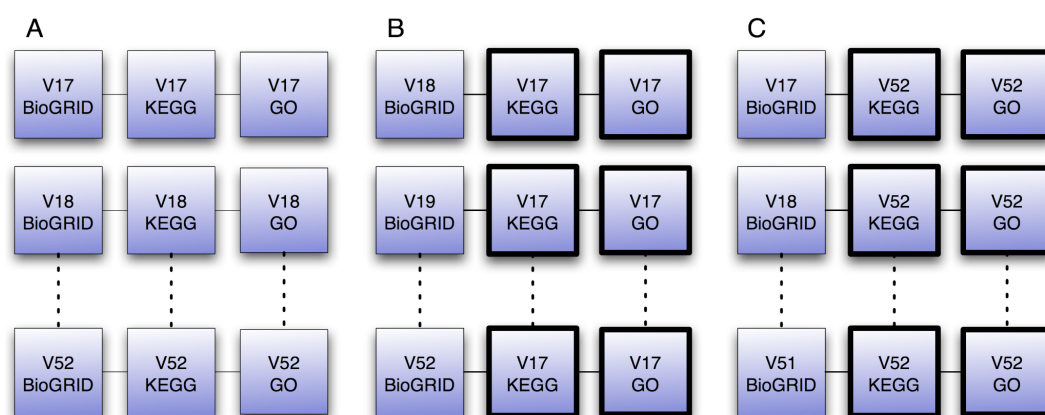 A
B
C
V17 BioGRID
V17 KEGG
V17 GO
V18 BioGRID
V17 KEGG
V17 GO
V17 BioGRID
V52 KEGG
V52 GO
V18 BioGRID
V18 KEGG
V18 GO
V19 BioGRID
V17 KEGG
V17 GO
V18 BioGRID
V52 KEGG
V52 GO
V52 BioGRID
V52 KEGG
V52 GO
V52 BioGRID
V17 KEGG
V17 GO
V51 BioGRID
V52 KEGG
V52 GO